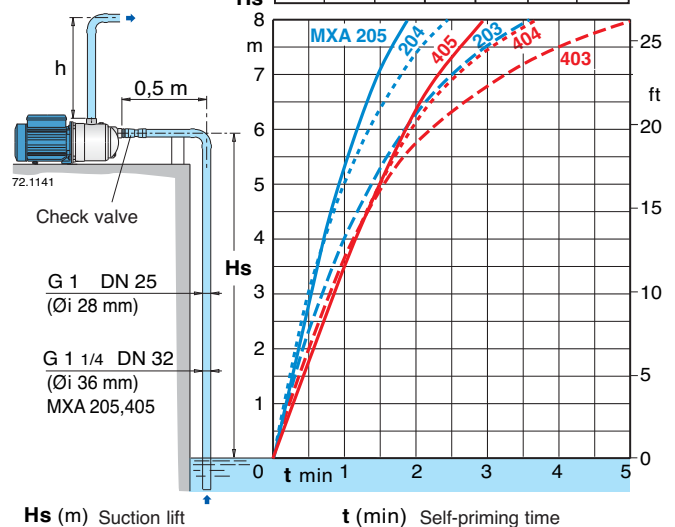 Hs
8
m
7
6
5
4
3
2
1
0
MXA 205
204
405
203
404
403
25
ft
20
15
10
5
0
h
0,5 m
72.1141
Check valve
Hs
G 1 DN 25
(Øi 28 mm)
G 1 1/4 DN 32
(Øi 36 mm)
MXA 205,405
t min 1 2 3 4 5
Hs (m) Suction lift
t (min) Self-priming time